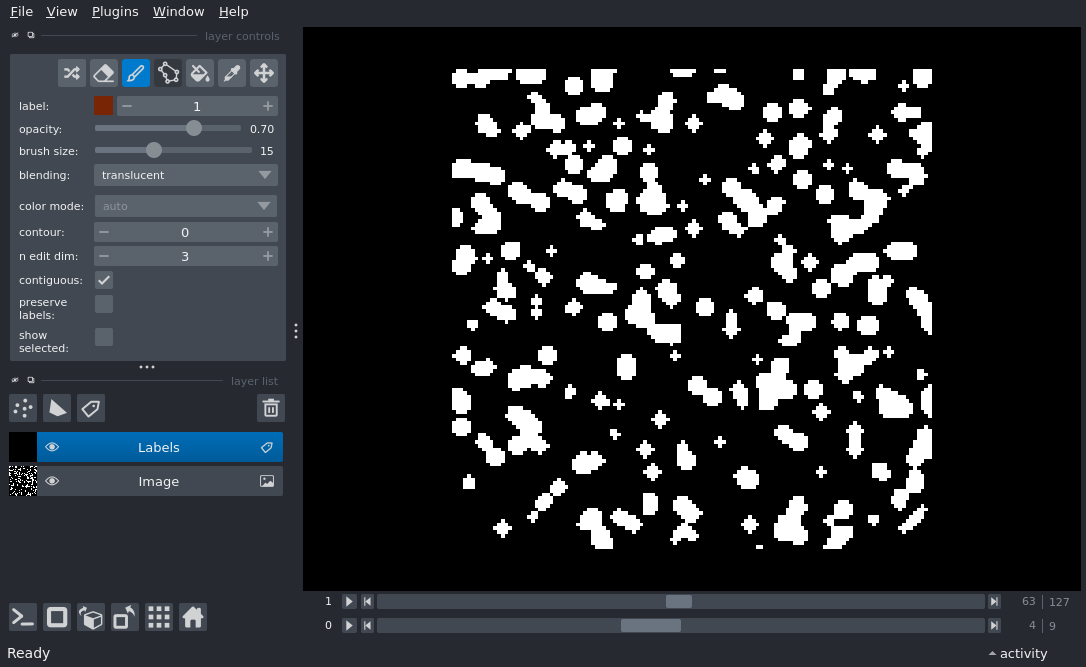 File View Plugins Window Help
layer controls
label: 1
opacity: 0.70
brush size: 15
blending: translucent
color mode: auto
contour: 0
n edit dim: 3
contiguous:
preserve
labels:
show
selected:
layer list
Labels
Image
1 63 127
0 4 9
Ready activity